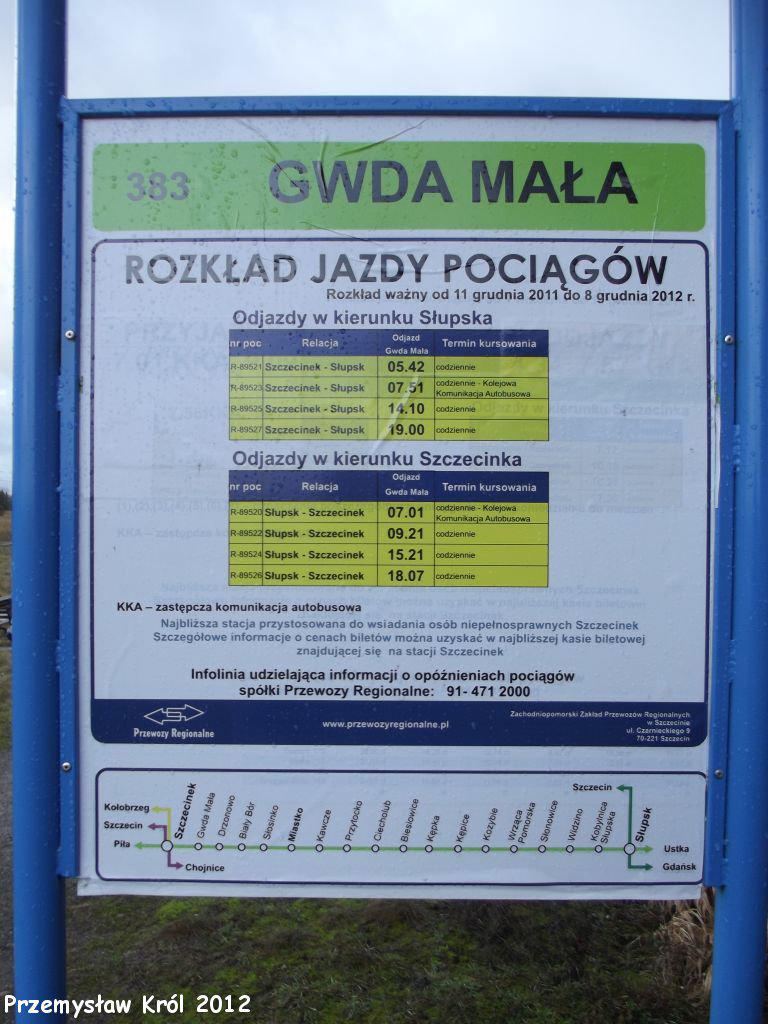 383 GWDA MAŁA
ROZKŁAD JAZDY POCIĄGÓW
Rozkład ważny od 11 grudnia 2011 do 8 grudnia 2012 r.
Odjazdy w kierunku Słupska
nr poc Relacja Odjazd Gwda Mała Termin kursowania
R-89521 Szczecinek - Słupsk 05.42 codziennie
R-89523 Szczecinek - Słupsk 07.51 codziennie - Kolejowa Komunikacja Autobusowa
R-89525 Szczecinek - Słupsk 14.10 codziennie
R-89527 Szczecinek - Słupsk 19.00 codziennie
Odjazdy w kierunku Szczecinka
nr poc Relacja Odjazd Gwda Mała Termin kursowania
R-89520 Słupsk - Szczecinek 07.01 codziennie - Kolejowa Komunikacja Autobusowa
R-89522 Słupsk - Szczecinek 09.21 codziennie
R-89524 Słupsk - Szczecinek 15.21 codziennie
R-89526 Słupsk - Szczecinek 18.07 codziennie
KKA – zastępcza komunikacja autobusowa
Najbliższa stacja przystosowana do wsiadania osób niepełnosprawnych Szczecinek
Szczegółowe informacje o cenach biletów można uzyskać w najbliższej kasie biletowej
znajdującej się na stacji Szczecinek
Infolinia udzielająca informacji o opóźnieniach pociągów
spółki Przewozy Regionalne: 91- 471 2000
Przewozy Regionalne
www.przewozyregionalne.pl
Zachodniopomorski Zakład Przewozów Regionalnych
w Szczecinie
ul. Czarnieckiego 9
70-221 Szczecin
Kołobrzeg
Szczecin
Piła
Chojnice
Szczecinek
Gwda Mała
Drzonowo
Biały Bór
Słosinko
Miastko
Kawcze
Przytocko
Ciecholub
Biesowice
Kępka
Kępice
Korzybie
Wrząca Pomorska
Słonowice
Widzino
Kobylnica Słupska
Słupsk
Szczecin
Ustka
Gdańsk
Przemysław Król 2012